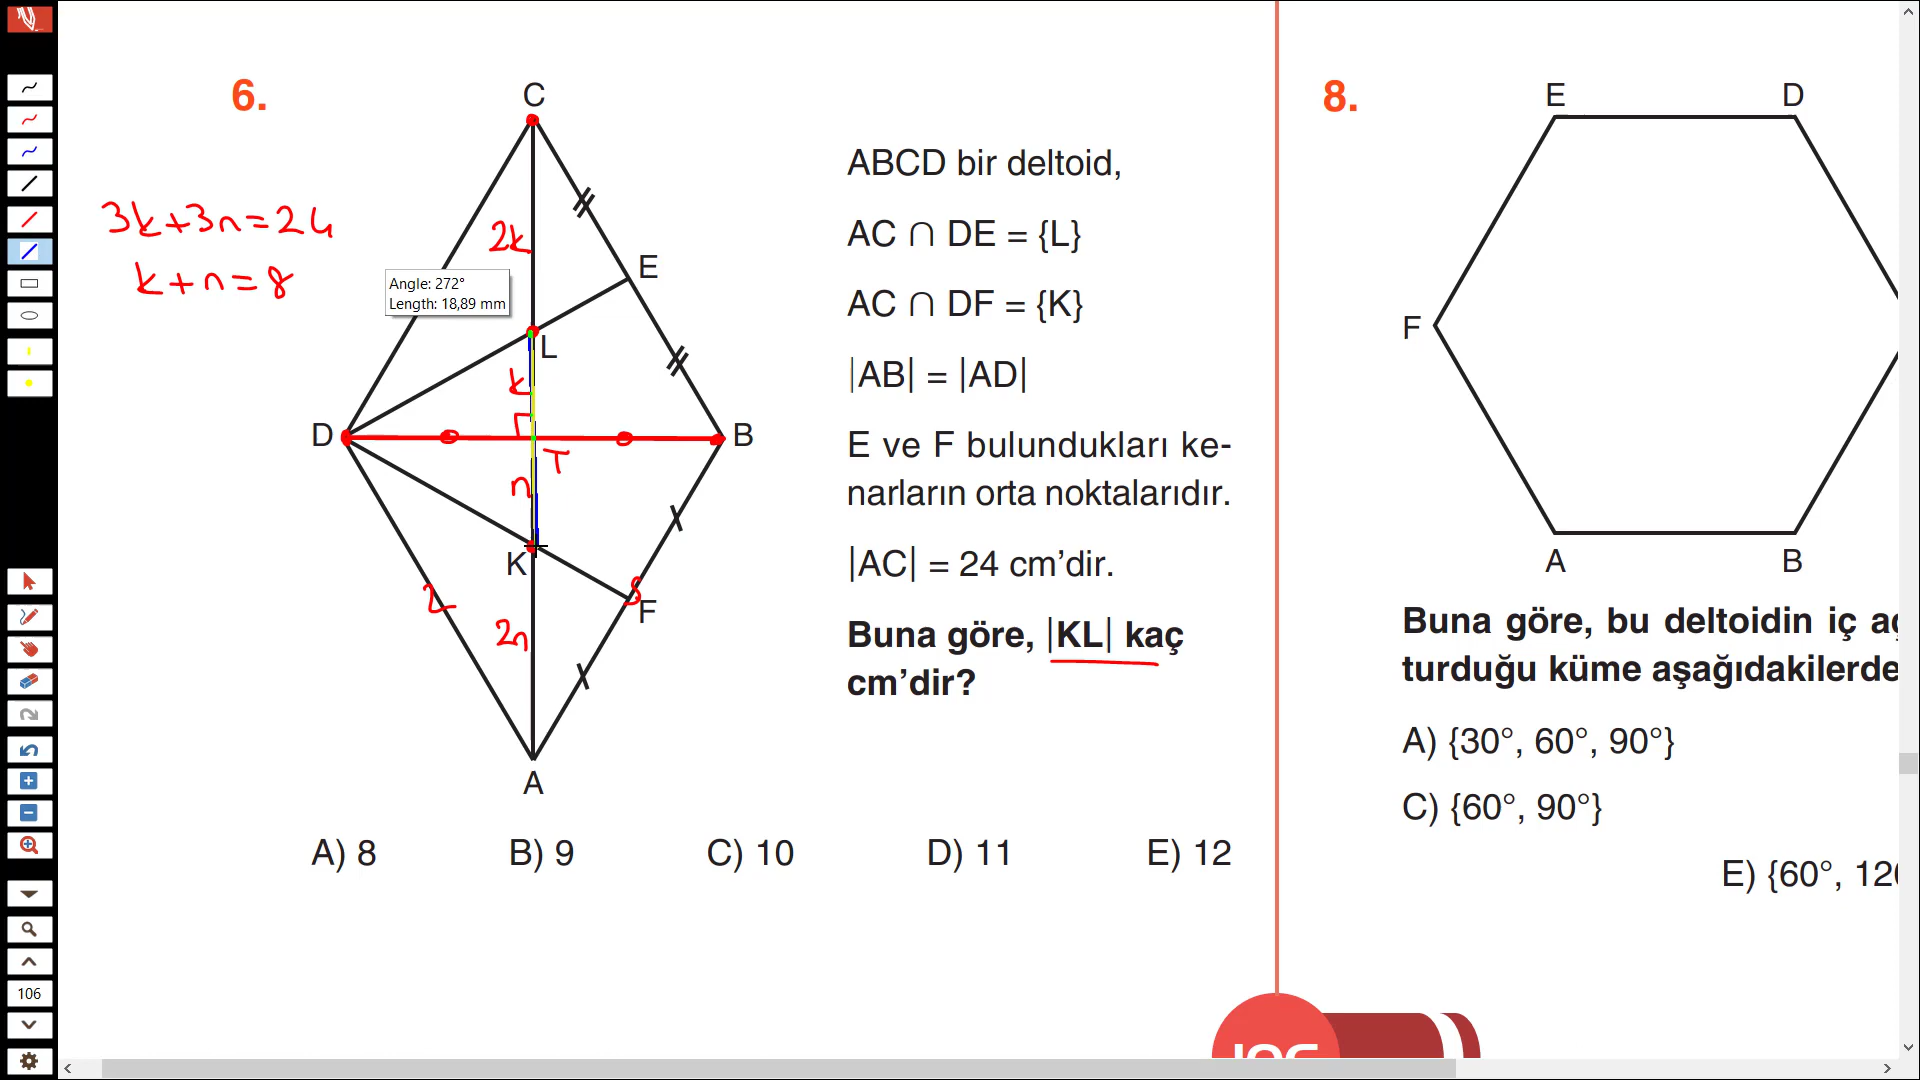 6.
C
3k+3n=24
k+n=8
2k
E
Angle: 272°
Length: 18,89 mm
L
k
D
B
T
n
K
F
2n
A
ABCD bir deltoid,
AC ∩ DE = {L}
AC ∩ DF = {K}
|AB| = |AD|
E ve F bulundukları ke-
narların orta noktalarıdır.
|AC| = 24 cm’dir.
Buna göre, |KL| kaç
cm’dir?
A) 8 B) 9 C) 10 D) 11 E) 12
8.
E D
F
A B
Buna göre, bu deltoidin iç
turduğu küme
A) {30°, 60°, 90°}
C) {60°, 90°}
E) {60°,
106